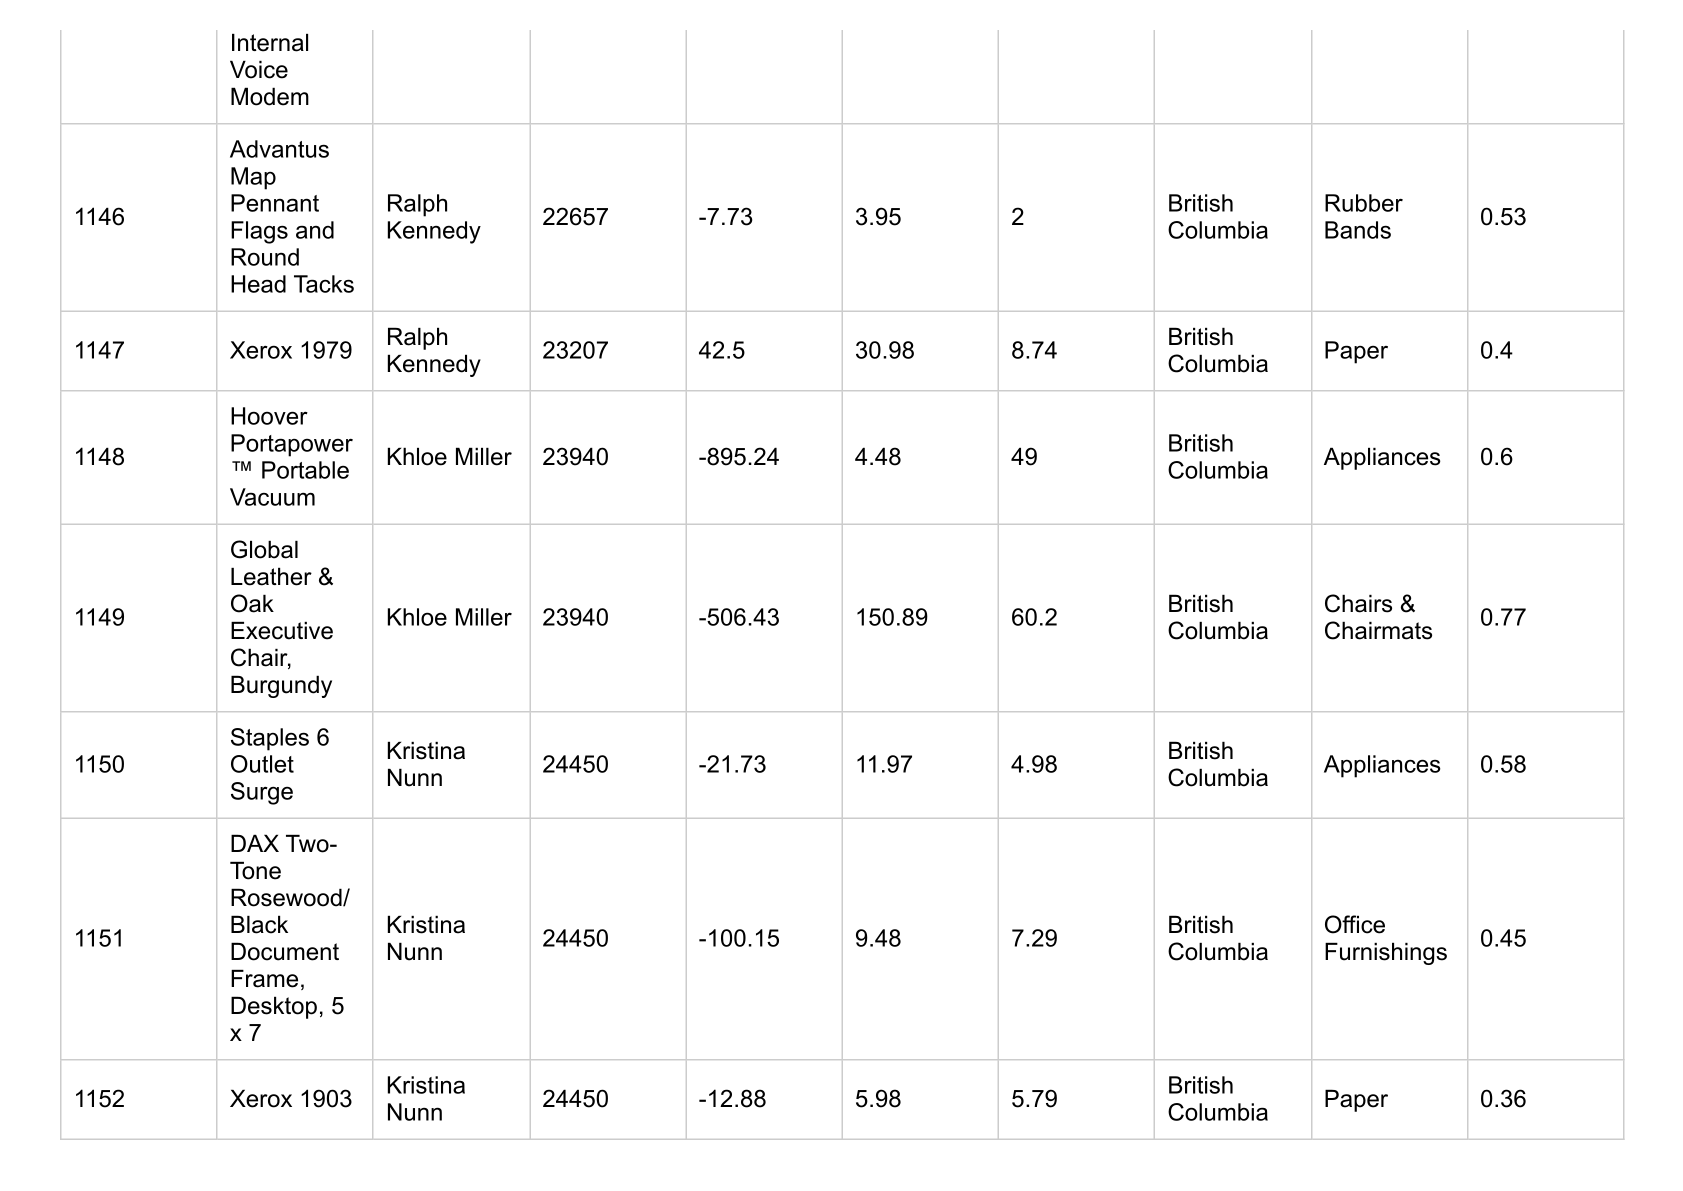 Internal
Voice
Modem
1146
Advantus
Map
Pennant
Flags and
Round
Head Tacks
Ralph
Kennedy
22657
-7.73
3.95
2
British
Columbia
Rubber
Bands
0.53
1147
Xerox 1979
Ralph
Kennedy
23207
42.5
30.98
8.74
British
Columbia
Paper
0.4
1148
Hoover
Portapower
™ Portable
Vacuum
Khloe Miller
23940
-895.24
4.48
49
British
Columbia
Appliances
0.6
1149
Global
Leather &
Oak
Executive
Chair,
Burgundy
Khloe Miller
23940
-506.43
150.89
60.2
British
Columbia
Chairs &
Chairmats
0.77
1150
Staples 6
Outlet
Surge
Kristina
Nunn
24450
-21.73
11.97
4.98
British
Columbia
Appliances
0.58
1151
DAX Two-
Tone
Rosewood/
Black
Document
Frame,
Desktop, 5
x 7
Kristina
Nunn
24450
-100.15
9.48
7.29
British
Columbia
Office
Furnishings
0.45
1152
Xerox 1903
Kristina
Nunn
24450
-12.88
5.98
5.79
British
Columbia
Paper
0.36